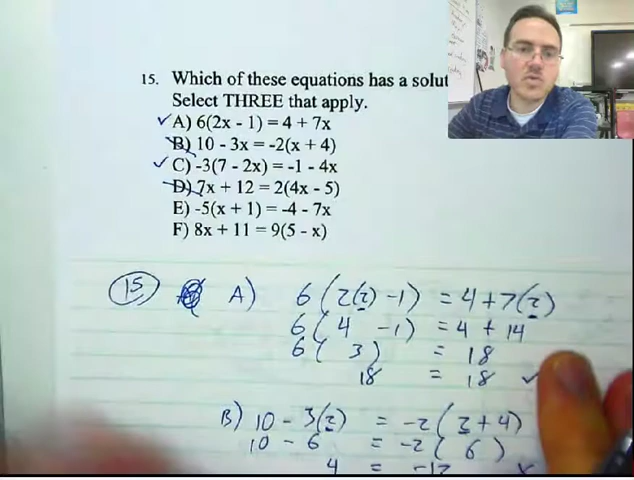 15. Which of these equations has a solut
Select THREE that apply.
✓A) 6(2x - 1) = 4 + 7x
B) 10 - 3x = -2(x + 4)
✓ C) -3(7 - 2x) = -1 - 4x
D) 7x + 12 = 2(4x - 5)
E) -5(x + 1) = -4 - 7x
F) 8x + 11 = 9(5 - x)
15 A) 6(2(2) -1) = 4+7(2)
6(4 -1) = 4 + 14
6( 3 ) = 18
18 = 18 ✓
B) 10 - 3(2) = -2(2+4)
10 - 6 = -2( 6 )
4 = -12